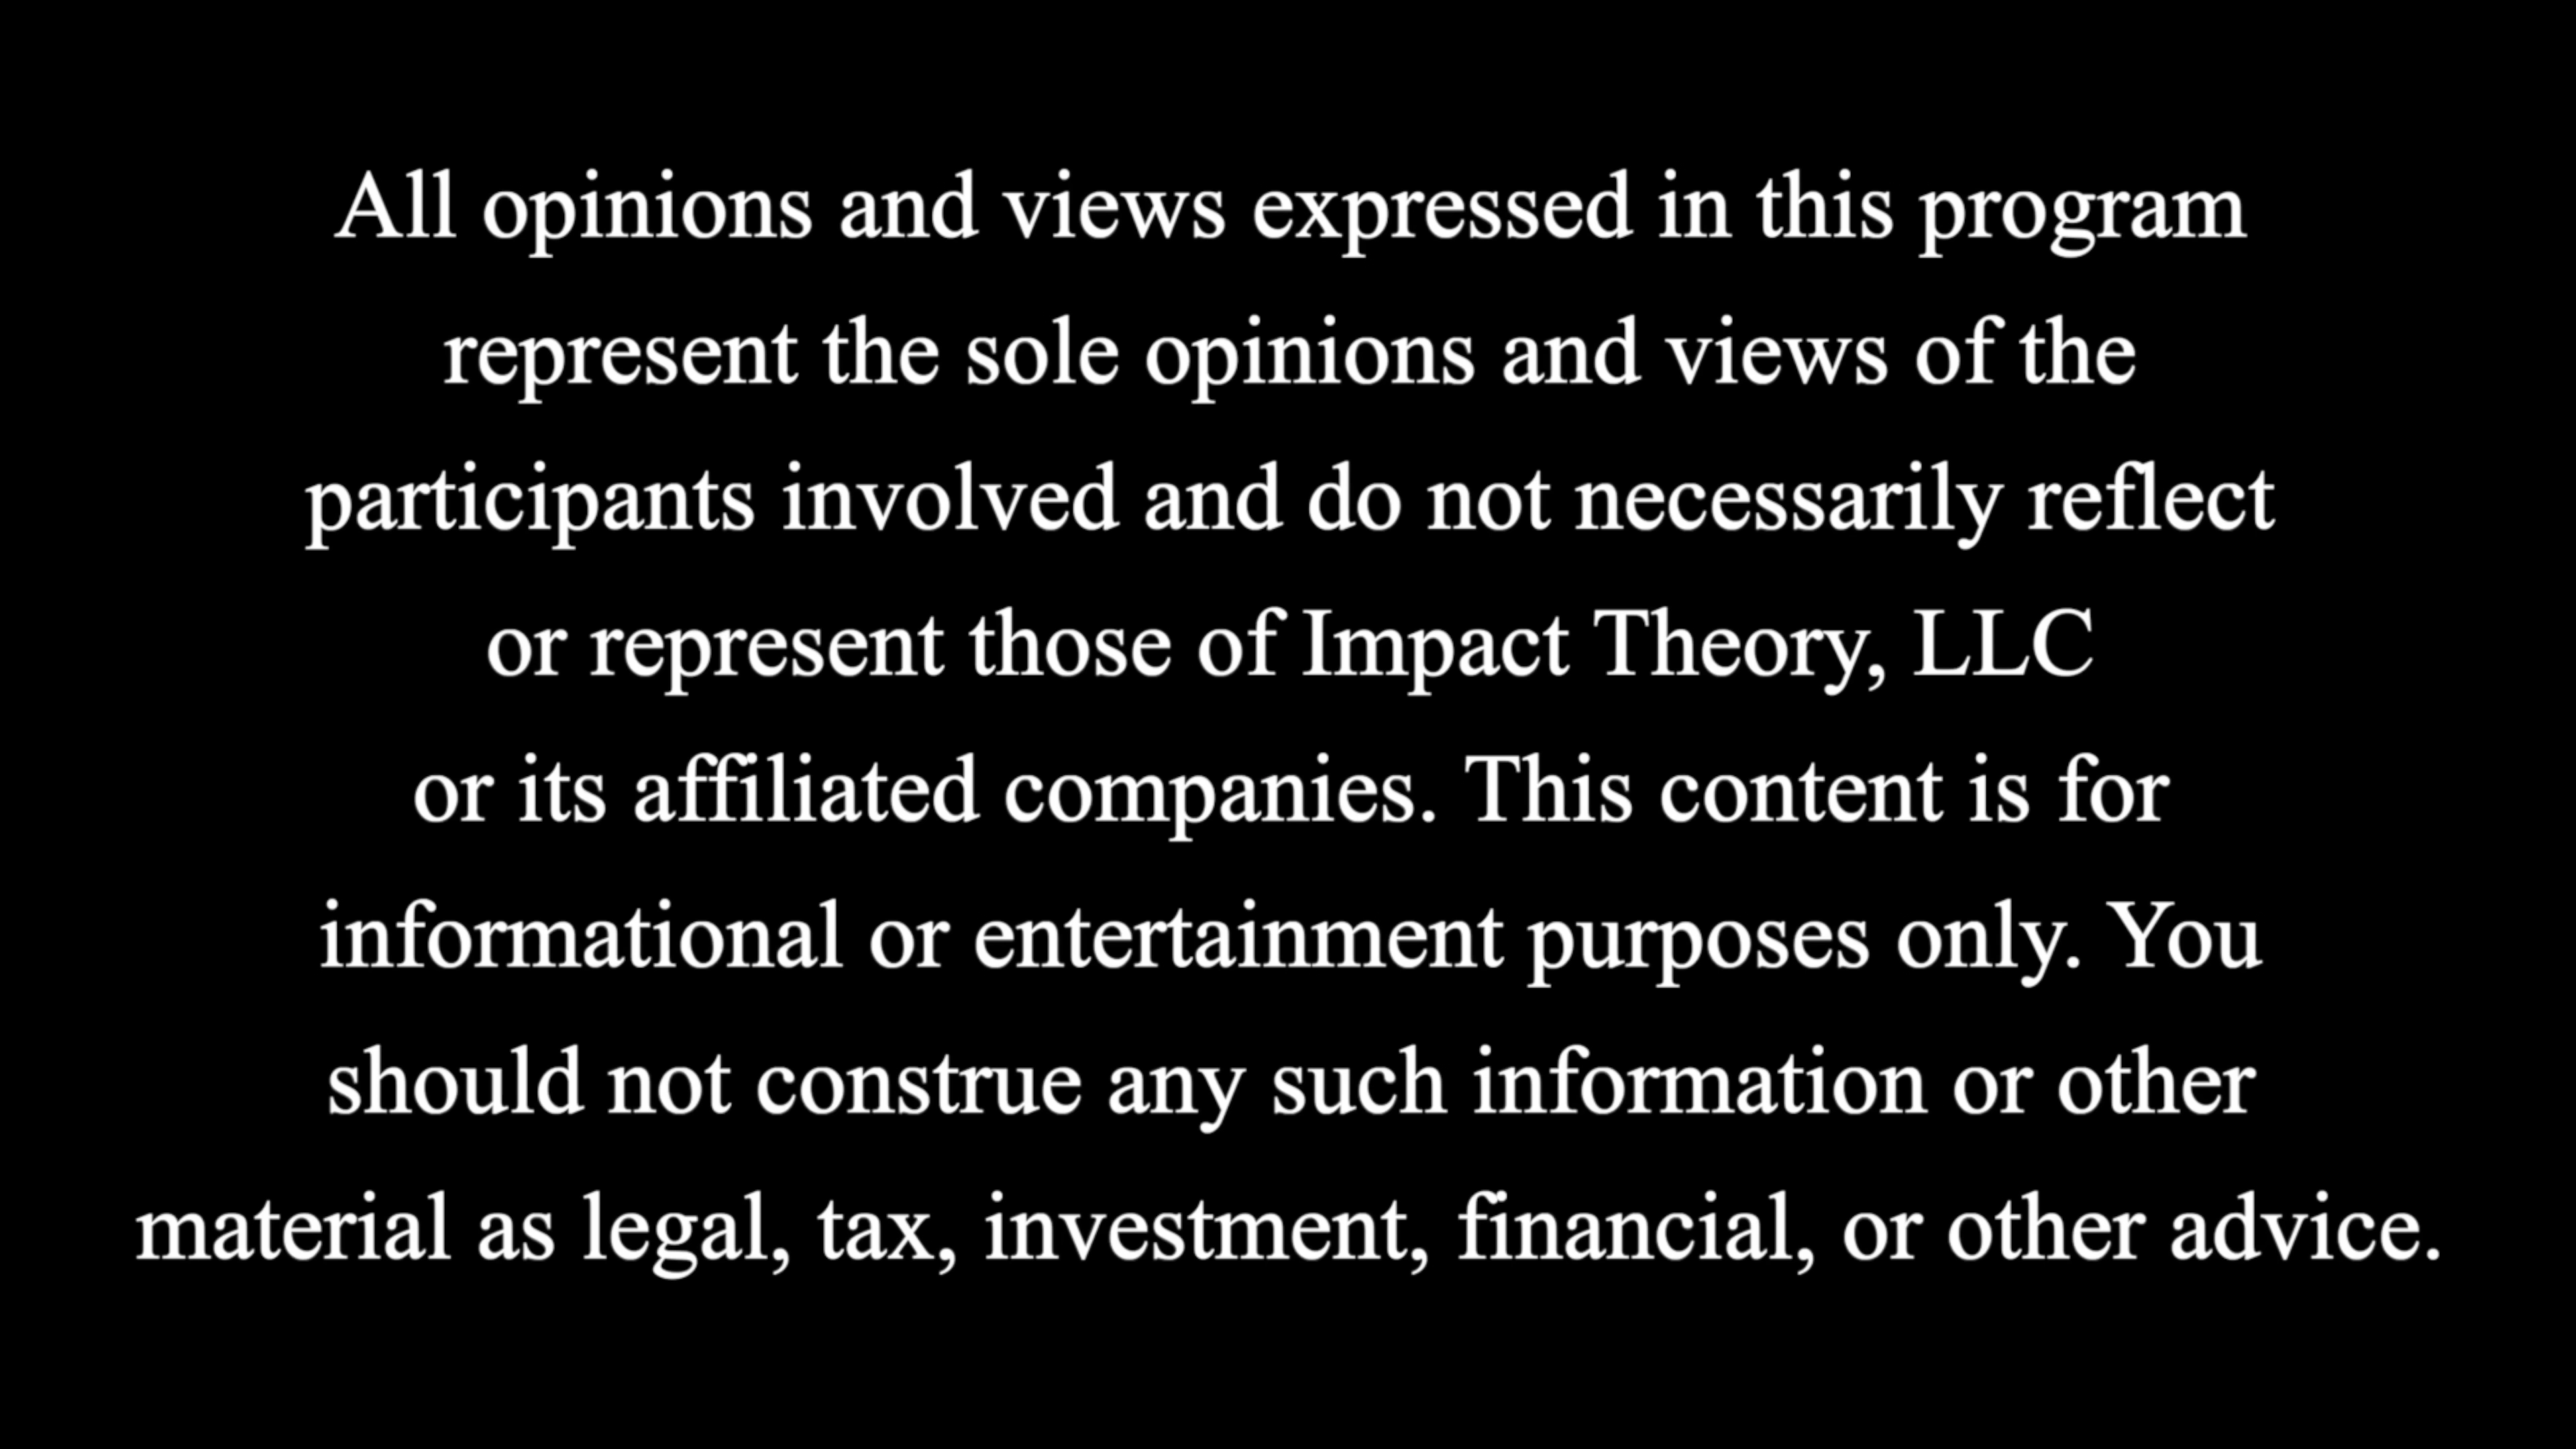 All opinions and views expressed in this program
represent the sole opinions and views of the
participants involved and do not necessarily reflect
or represent those of Impact Theory, LLC
or its affiliated companies. This content is for
informational or entertainment purposes only. You
should not construe any such information or other
material as legal, tax, investment, financial, or other advice.